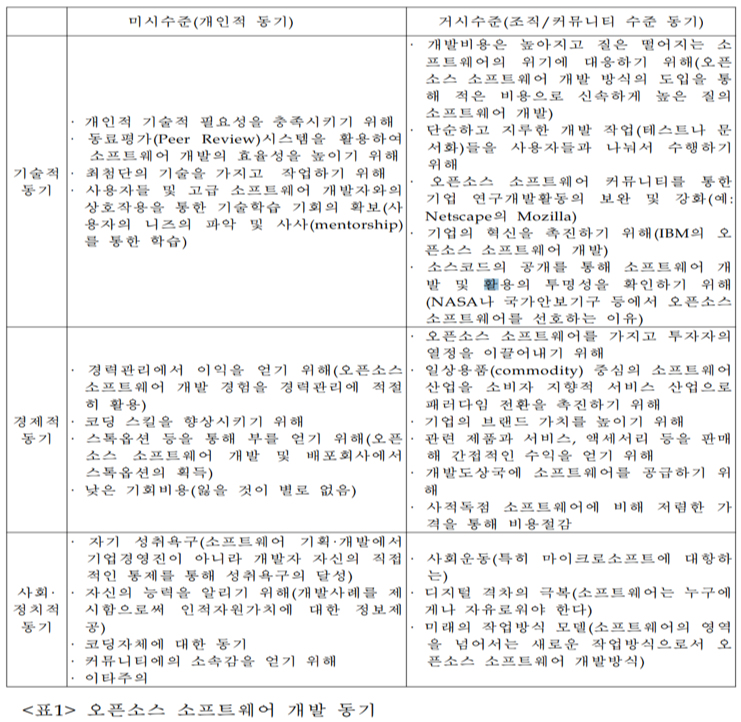 미시수준(개인적 동기)
거시수준(조직/커뮤니티 수준 동기)
기술적
동기
· 개인적 기술적 필요성을 충족시키기 위해
· 동료평가(Peer Review)시스템을 활용하여
소프트웨어 개발의 효율성을 높이기 위해
· 최첨단의 기술을 가지고 작업하기 위해
· 사용자들 및 고급 소프트웨어 개발자와의
상호작용을 통한 기술학습 기회의 확보(사
용자의 니즈의 파악 및 사사(mentorship)
를 통한 학습)
· 개발비용은 높아지고 질은 떨어지는 소
프트웨어의 위기에 대응하기 위해(오픈
소스 소프트웨어 개발 방식의 도입을 통
해 적은 비용으로 신속하게 높은 질의
소프트웨어 개발)
· 단순하고 지루한 개발 작업(테스트나 문
서화)들을 사용자들과 나눠서 수행하기
위해
· 오픈소스 소프트웨어 커뮤니티를 통한
기업 연구개발활동의 보완 및 강화(예:
Netscape의 Mozilla)
· 기업의 혁신을 촉진하기 위해(IBM의 오
픈소스 소프트웨어 개발)
· 소스코드의 공개를 통해 소프트웨어 개
발 및 활용의 투명성을 확인하기 위해
(NASA나 국가안보기구 등에서 오픈소스
소프트웨어를 선호하는 이유)
경제적
동기
· 경력관리에서 이익을 얻기 위해(오픈소스
소프트웨어 개발 경험을 경력관리에 적절
히 활용)
· 코딩 스킬을 향상시키기 위해
· 스톡옵션 등을 통해 부를 얻기 위해(오픈
소스 소프트웨어 개발 및 배포회사에서
스톡옵션의 획득)
· 낮은 기회비용(잃을 것이 별로 없음)
· 오픈소스 소프트웨어를 가지고 투자자의
열정을 이끌어내기 위해
· 일상용품(commodity) 중심의 소프트웨어
산업을 소비자 지향적 서비스 산업으로
패러다임 전환을 촉진하기 위해
· 기업의 브랜드 가치를 높이기 위해
· 관련 제품과 서비스, 액세서리 등을 판매
해 간접적인 수익을 얻기 위해
· 개발도상국에 소프트웨어를 공급하기 위
해
· 사적독점 소프트웨어에 비해 저렴한 가
격을 통해 비용절감
사회·
정치적
동기
· 자기 성취욕구(소프트웨어 기획·개발에서
기업경영진이 아니라 개발자 자신의 직접
적인 통제를 통해 성취욕구의 달성)
· 자신의 능력을 알리기 위해(개발사례를 제
시함으로써 인적자원가치에 대한 정보제
공)
· 코딩자체에 대한 동기
· 커뮤니티에의 소속감을 얻기 위해
· 이타주의
· 사회운동(특히 마이크로소프트에 대항하
는)
· 디지털 격차의 극복(소프트웨어는 누구에
게나 자유로워야 한다)
· 미래의 작업방식 모델(소프트웨어의 영역
을 넘어서는 새로운 작업방식으로서 오
픈소스 소프트웨어 개발방식)
<표1> 오픈소스 소프트웨어 개발 동기